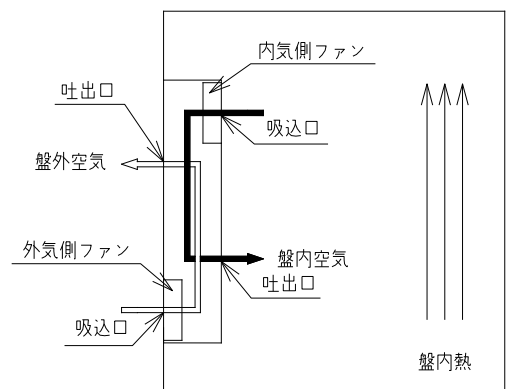 内気側ファン
吐出口
吸込口
盤外空気
外気側ファン
盤内空気
吐出口
吸込口
盤内熱